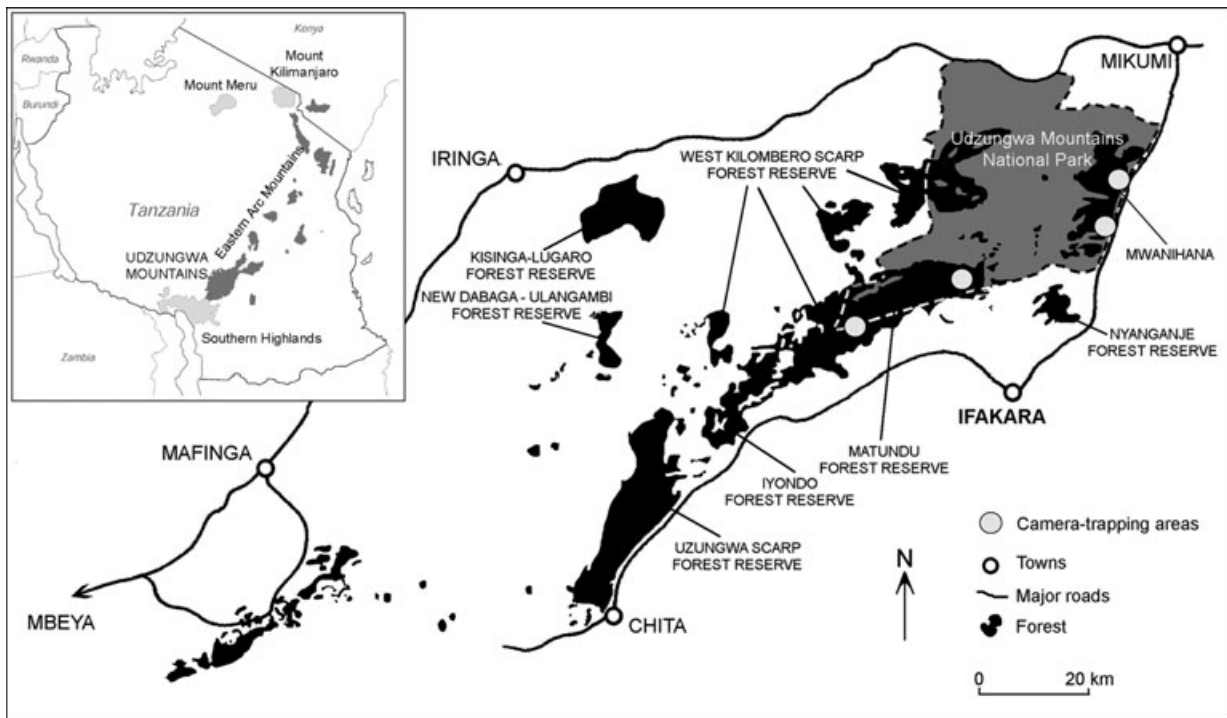 Kenya
Rwanda
Mount
Kilimanjaro
Mount Meru
Burundi
Eastern Arc Mountains
Tanzania
UDZUNGWA
MOUNTAINS
Southern Highlands
Zambia
MIKUMI
Udzungwa Mountains
National Park
IRINGA
WEST KILOMBERO SCARP
FOREST RESERVE
KISINGA-LUGARO
FOREST RESERVE
MWANIHANA
NEW DABAGA - ULANGAMBI
FOREST RESERVE
NYANGANJE
FOREST RESERVE
IFAKARA
MAFINGA
MATUNDU
FOREST RESERVE
IYONDO
FOREST RESERVE
UZUNGWA SCARP
FOREST RESERVE
MBEYA
CHITA
N
Camera-trapping areas
Towns
Major roads
Forest
0 20 km